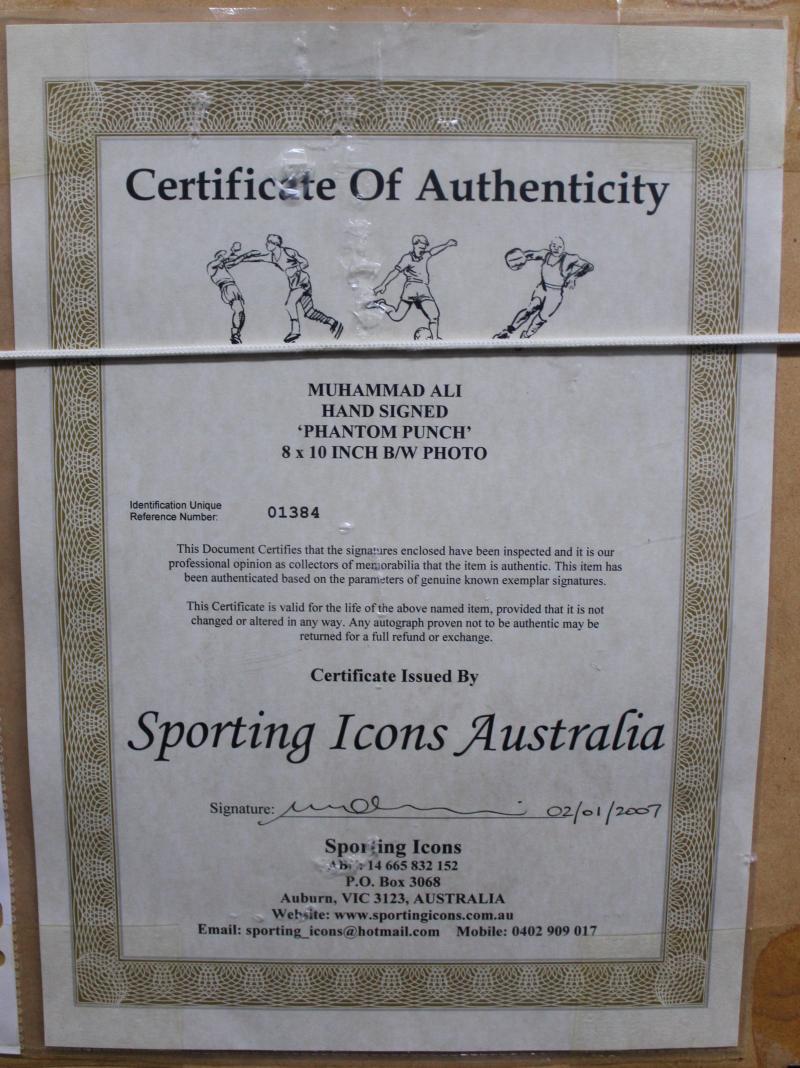 Certificate Of Authenticity
MUHAMMAD ALI
HAND SIGNED
‘PHANTOM PUNCH’
8 x 10 INCH B/W PHOTO
Identification Unique
Reference Number: 01384
This Document Certifies that the signatures enclosed have been inspected and it is our
professional opinion as collectors of memorabilia that the item is authentic. This item has
been authenticated based on the parameters of genuine known exemplar signatures.
This Certificate is valid for the life of the above named item, provided that it is not
changed or altered in any way. Any autograph proven not to be authentic may be
returned for a full refund or exchange.
Certificate Issued By
Sporting Icons Australia
Signature: 02/01/2007
Sporting Icons
ABN: 14 665 832 152
P.O. Box 3068
Auburn, VIC 3123, AUSTRALIA
Website: www.sportingicons.com.au
Email: sporting_icons@hotmail.com Mobile: 0402 909 017